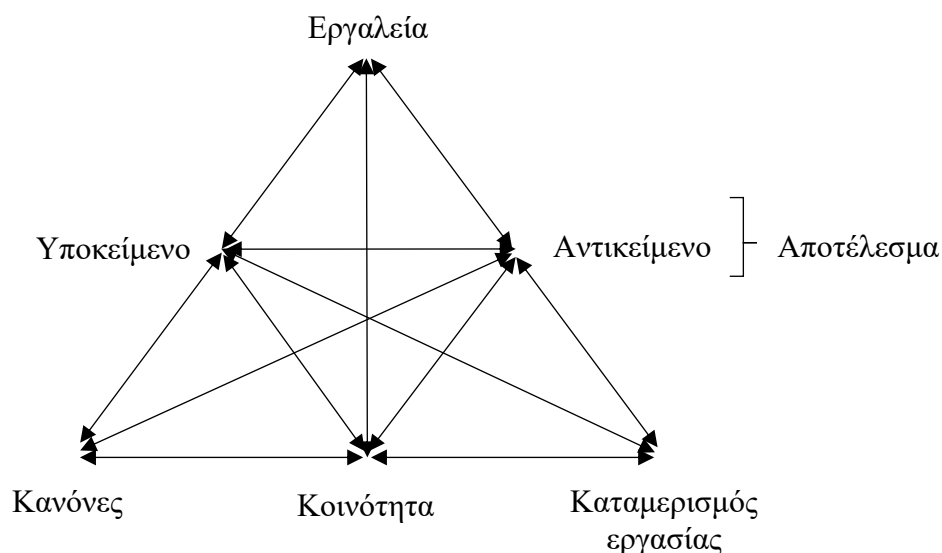 Εργαλεία
Υποκείμενο
Αντικείμενο
Αποτέλεσμα
Κανόνες
Κοινότητα
Καταμερισμός
εργασίας